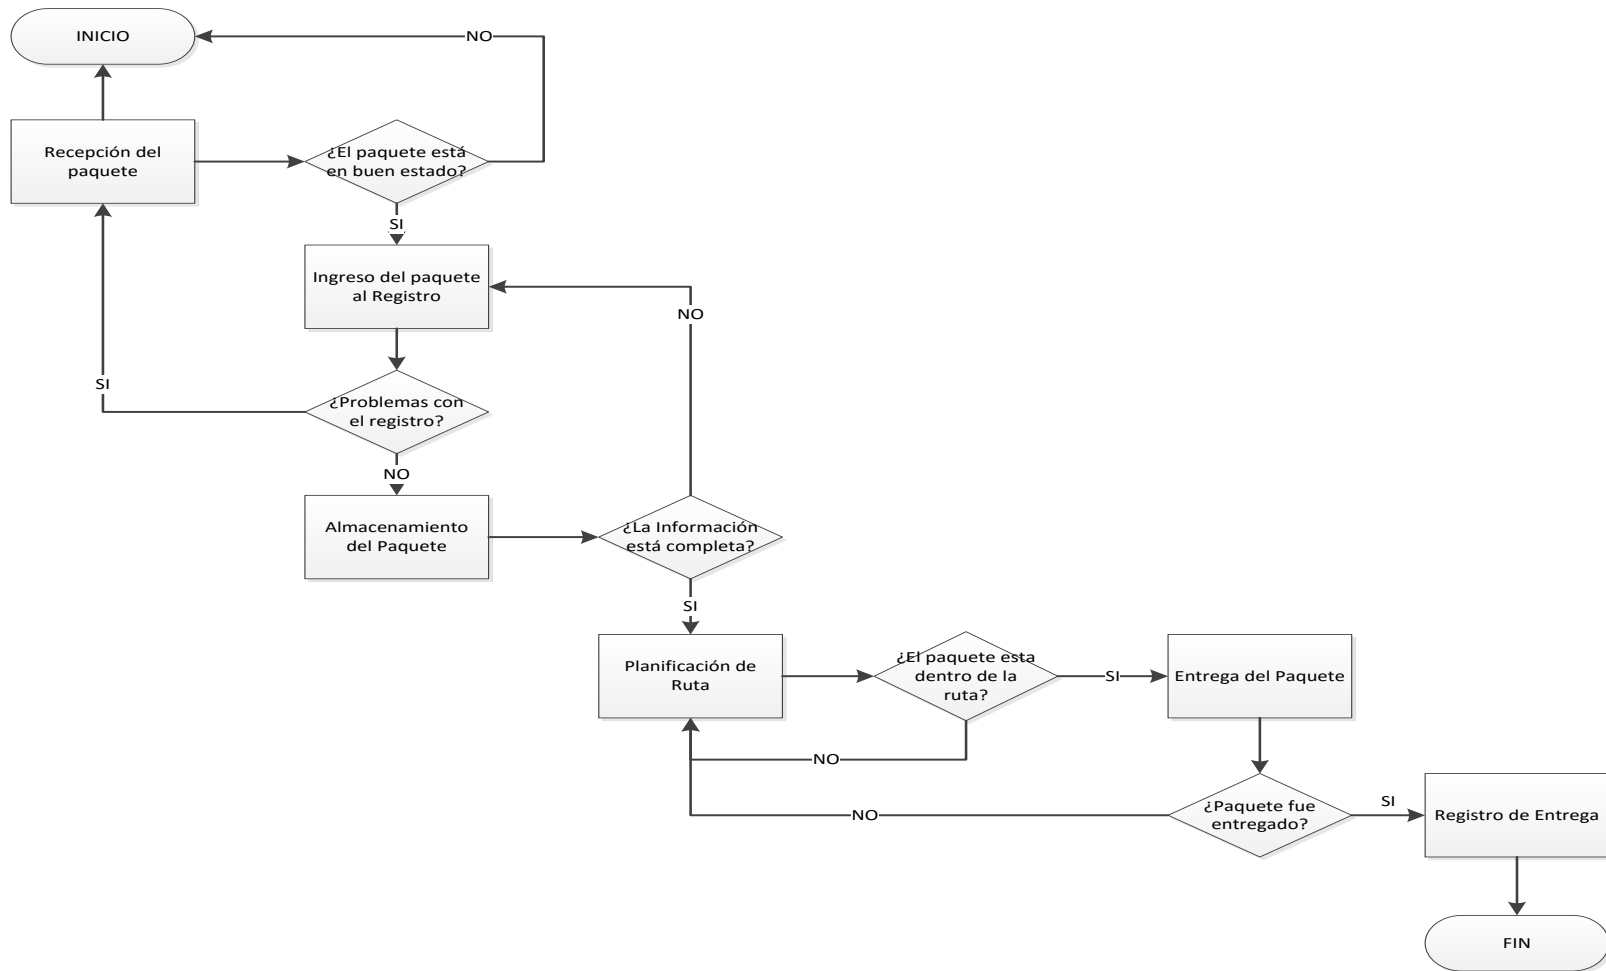 INICIO
NO
Recepción del
paquete
¿El paquete está
en buen estado?
SI
Ingreso del paquete
al Registro
NO
SI
¿Problemas con
el registro?
NO
Almacenamiento
del Paquete
¿La Información
está completa?
SI
Planificación de
Ruta
¿El paquete esta
dentro de la
ruta?
SI
Entrega del Paquete
NO
NO
¿Paquete fue
entregado?
SI
Registro de Entrega
FIN